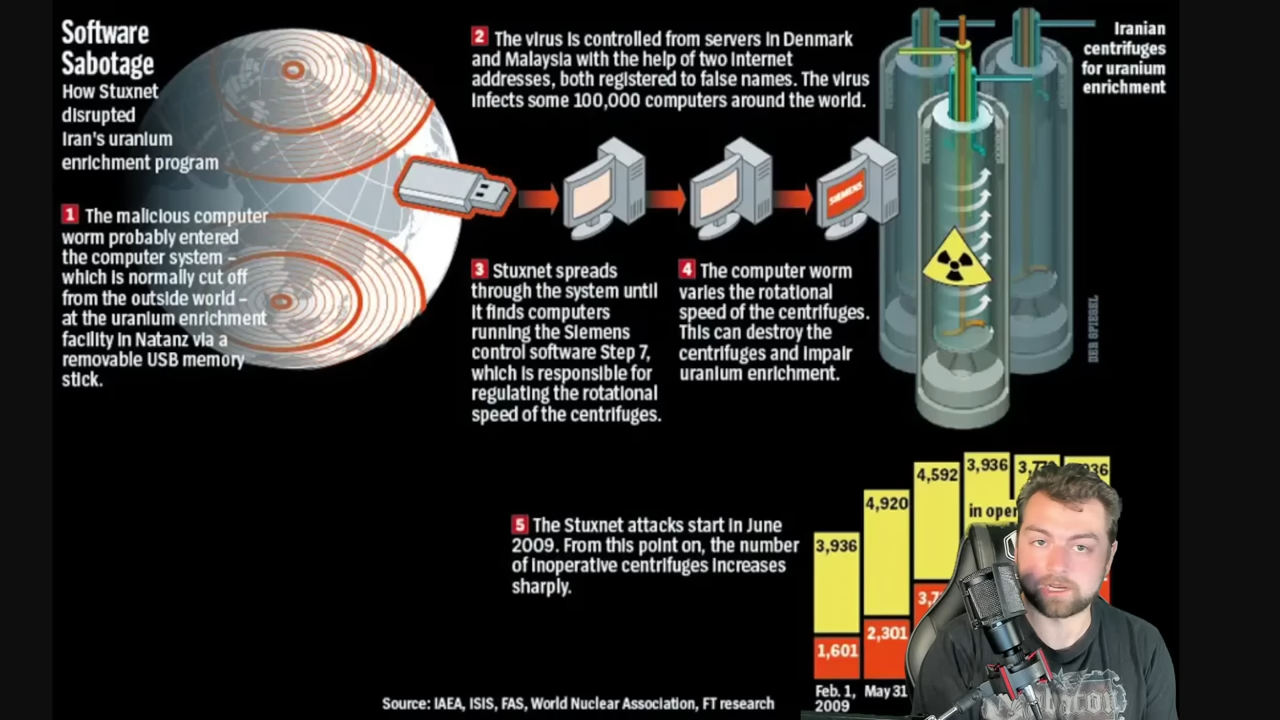 Software
Sabotage
How Stuxnet
disrupted
Iran's uranium
enrichment program
1 The malicious computer
worm probably entered
the computer system –
which is normally cut off
from the outside world –
at the uranium enrichment
facility in Natanz via a
removable USB memory
stick.
2 The virus is controlled from servers in Denmark
and Malaysia with the help of two Internet
addresses, both registered to false names. The virus
infects some 100,000 computers around the world.
SIEMENS
Iranian
centrifuges
for uranium
enrichment
3 Stuxnet spreads
through the system until
it finds computers
running the Siemens
control software Step 7,
which is responsible for
regulating the rotational
speed of the centrifuges.
4 The computer worm
varies the rotational
speed of the centrifuges.
This can destroy the
centrifuges and impair
uranium enrichment.
DER SPIEGEL
5 The Stuxnet attacks start in June
2009. From this point on, the number
of inoperative centrifuges increases
sharply.
3,936
4,920
4,592
3,936
in
1,601
2,301
Feb. 1,
2009
May 31
Source: IAEA, ISIS, FAS, World Nuclear Association, FT research